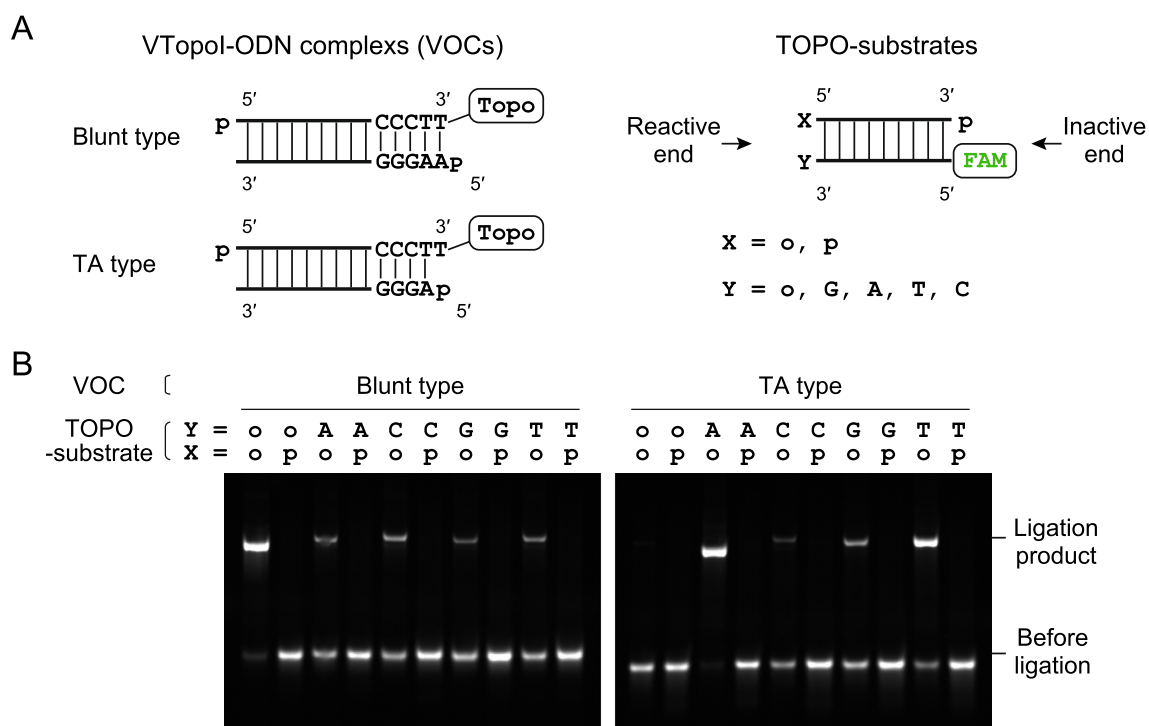 A
VTopoI-ODN complexs (VOCs)
TOPO-substrates
5′ 3′ Topo
p CCCTT
Blunt type
GGGAAp
3′ 5′
5′ 3′ Topo
p CCCTT
TA type
GGGAp
3′ 5′
5′ 3′
X p
Reactive end
Inactive end
Y FAM
3′ 5′
X = o, p
Y = o, G, A, T, C
B
VOC Blunt type TA type
TOPO Y = o o A A C C G G T T o o A A C C G G T T
-substrate X = o p o p o p o p o p o p o p o p o p o p
Ligation
product
Before
ligation